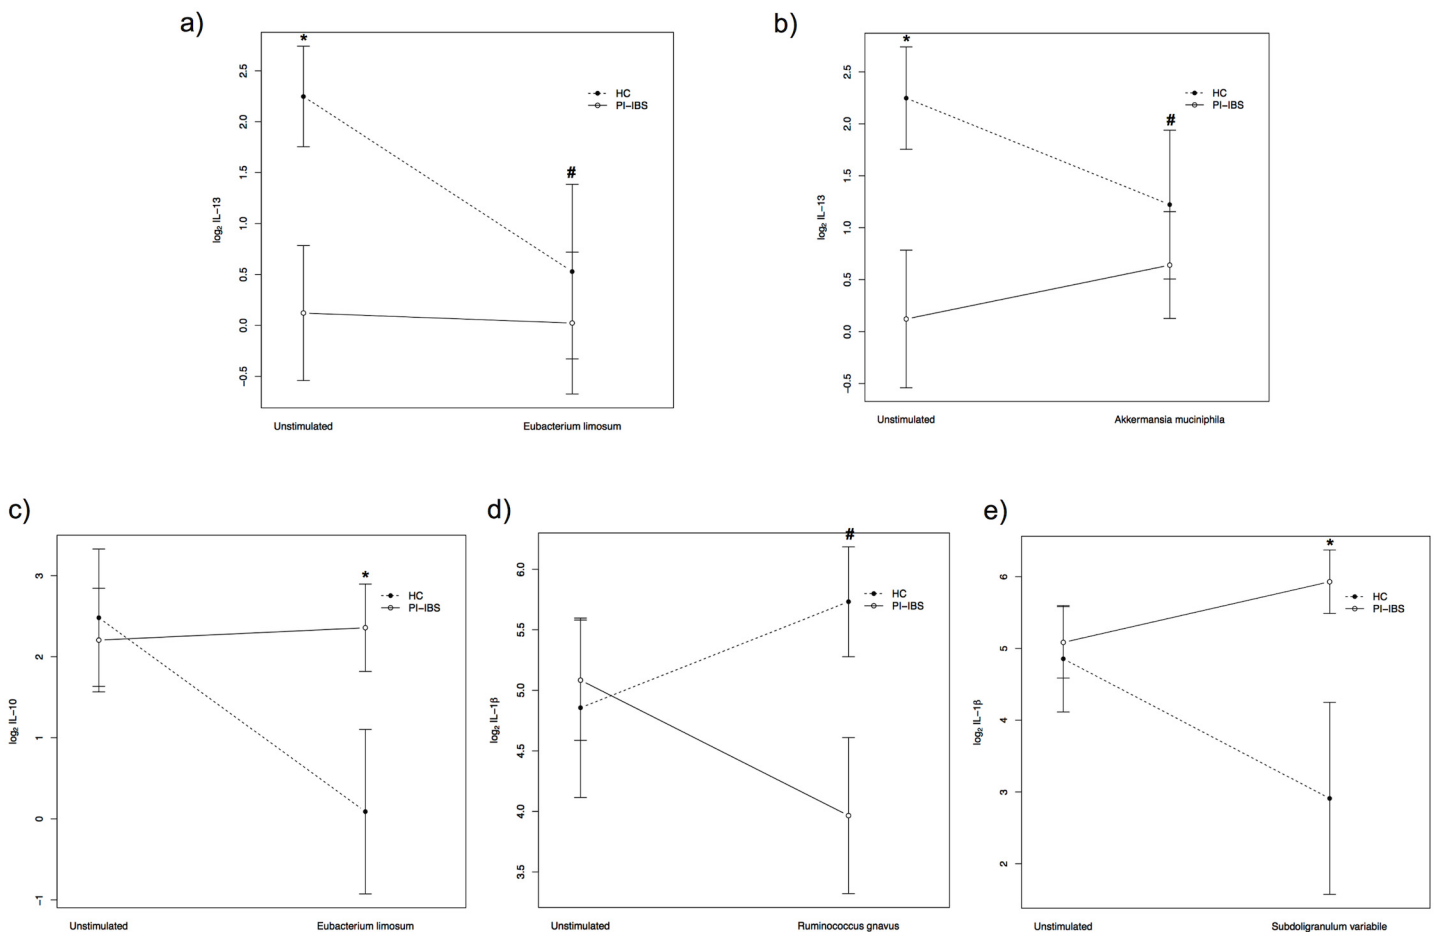 a)
*
2.5
2.0
1.5
1.0
0.5
0.0
−0.5
log2 IL−13
HC
PI−IBS
#
Unstimulated
Eubacterium limosum
b)
*
2.5
2.0
1.5
1.0
0.5
0.0
−0.5
log2 IL−13
HC
PI−IBS
#
Unstimulated
Akkermansia muciniphila
c)
3
2
1
0
−1
log2 IL−10
*
HC
PI−IBS
Unstimulated
Eubacterium limosum
d)
6.0
5.5
5.0
4.5
4.0
3.5
log2 IL−1β
#
HC
PI−IBS
Unstimulated
Ruminococcus gnavus
e)
6
5
4
3
2
log2 IL−1β
*
HC
PI−IBS
Unstimulated
Subdoligranulum variabile